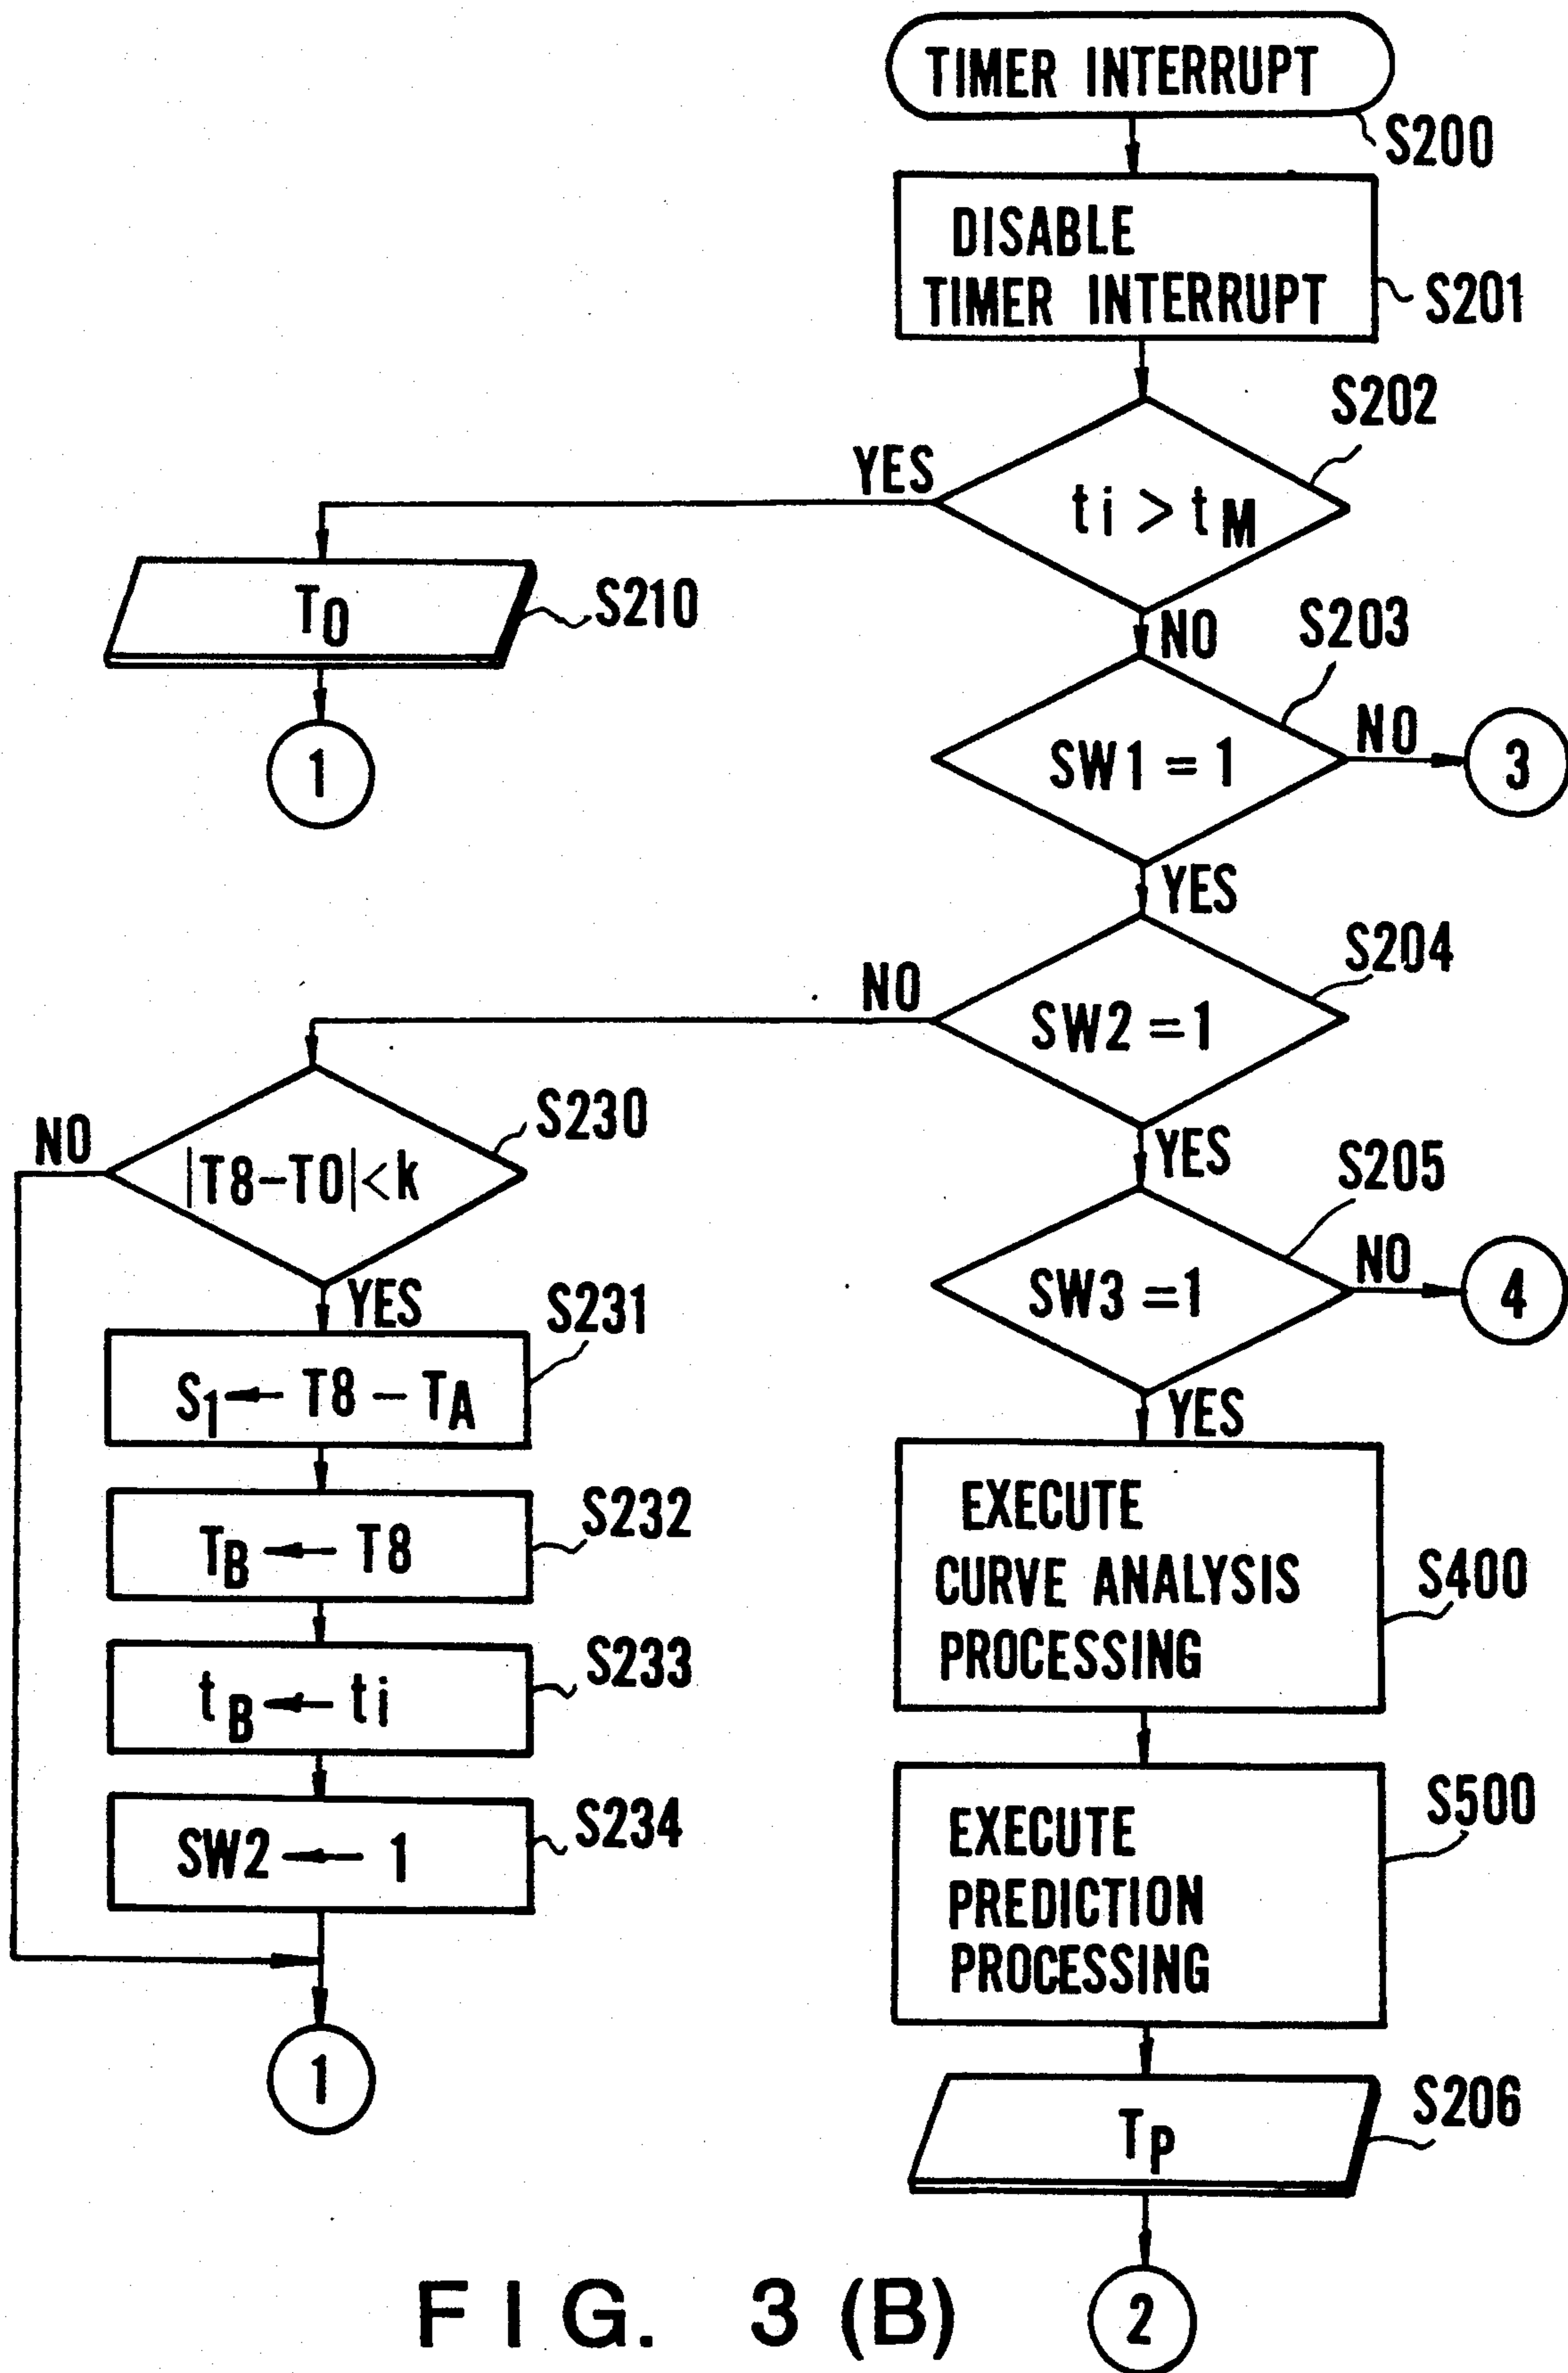 TIMER INTERRUPT
S200
DISABLE
TIMER INTERRUPT
S201
S202
YES
ti > tM
T0
S210
NO
S203
1
SW1 = 1
NO
3
YES
S204
NO
SW2 = 1
S230
NO
|T8-T0|<k
YES
S205
SW3 = 1
NO
4
YES
S231
S1 ← T8 - TA
YES
EXECUTE
CURVE ANALYSIS
PROCESSING
S400
S232
TB ← T8
S233
tB ← ti
S234
SW2 ← 1
S500
EXECUTE
PREDICTION
PROCESSING
1
S206
TP
2
FIG. 3 (B)